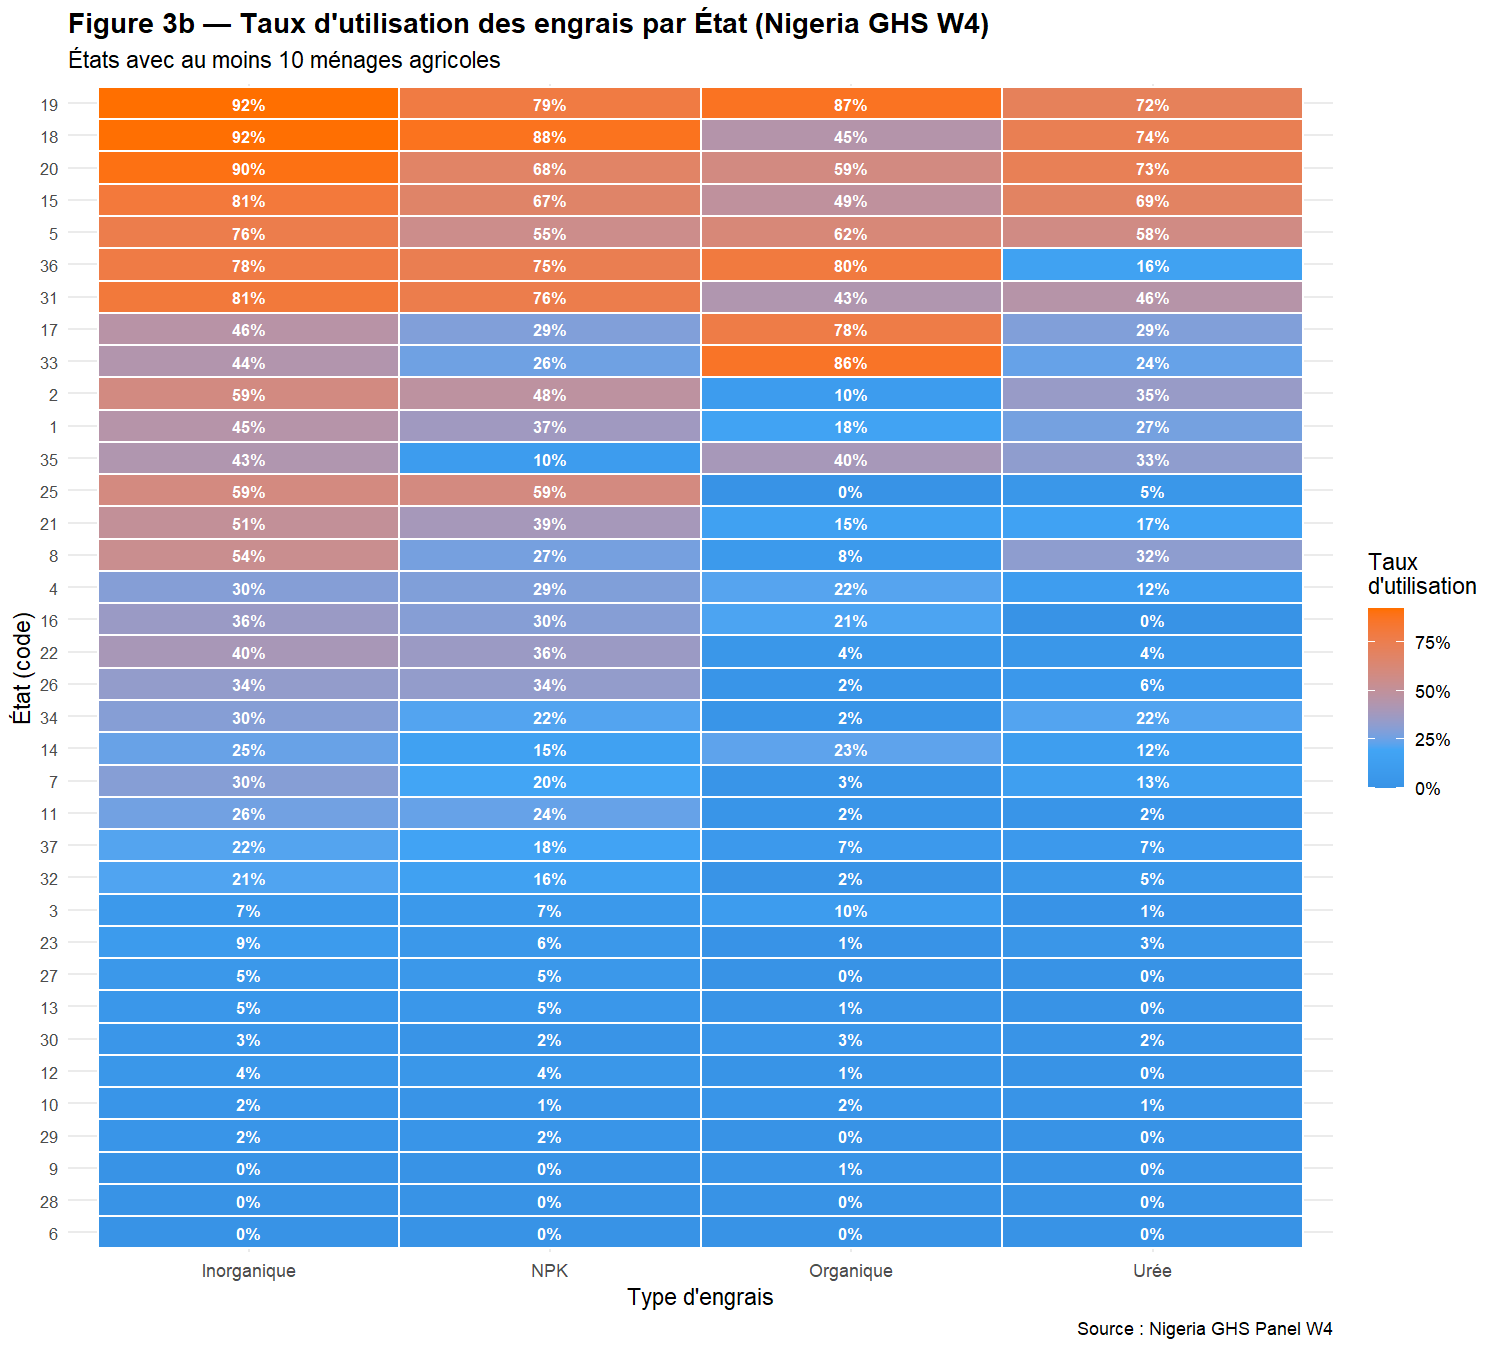 Figure 3b — Taux d'utilisation des engrais par État (Nigeria GHS W4)
États avec au moins 10 ménages agricoles
19 92% 79% 87% 72%
18 92% 88% 45% 74%
20 90% 68% 59% 73%
15 81% 67% 49% 69%
5 76% 55% 62% 58%
36 78% 75% 80% 16%
31 81% 76% 43% 46%
17 46% 29% 78% 29%
33 44% 26% 86% 24%
2 59% 48% 10% 35%
1 45% 37% 18% 27%
35 43% 10% 40% 33%
25 59% 59% 0% 5%
21 51% 39% 15% 17%
8 54% 27% 8% 32%
4 30% 29% 22% 12%
16 36% 30% 21% 0%
22 40% 36% 4% 4%
26 34% 34% 2% 6%
34 30% 22% 2% 22%
14 25% 15% 23% 12%
7 30% 20% 3% 13%
11 26% 24% 2% 2%
37 22% 18% 7% 7%
32 21% 16% 2% 5%
3 7% 7% 10% 1%
23 9% 6% 1% 3%
27 5% 5% 0% 0%
13 5% 5% 1% 0%
30 3% 2% 3% 2%
12 4% 4% 1% 0%
10 2% 1% 2% 1%
29 2% 2% 0% 0%
9 0% 0% 1% 0%
28 0% 0% 0% 0%
6 0% 0% 0% 0%
Inorganique NPK Organique Urée
Type d'engrais
État (code)
Taux
d'utilisation
75%
50%
25%
0%
Source : Nigeria GHS Panel W4